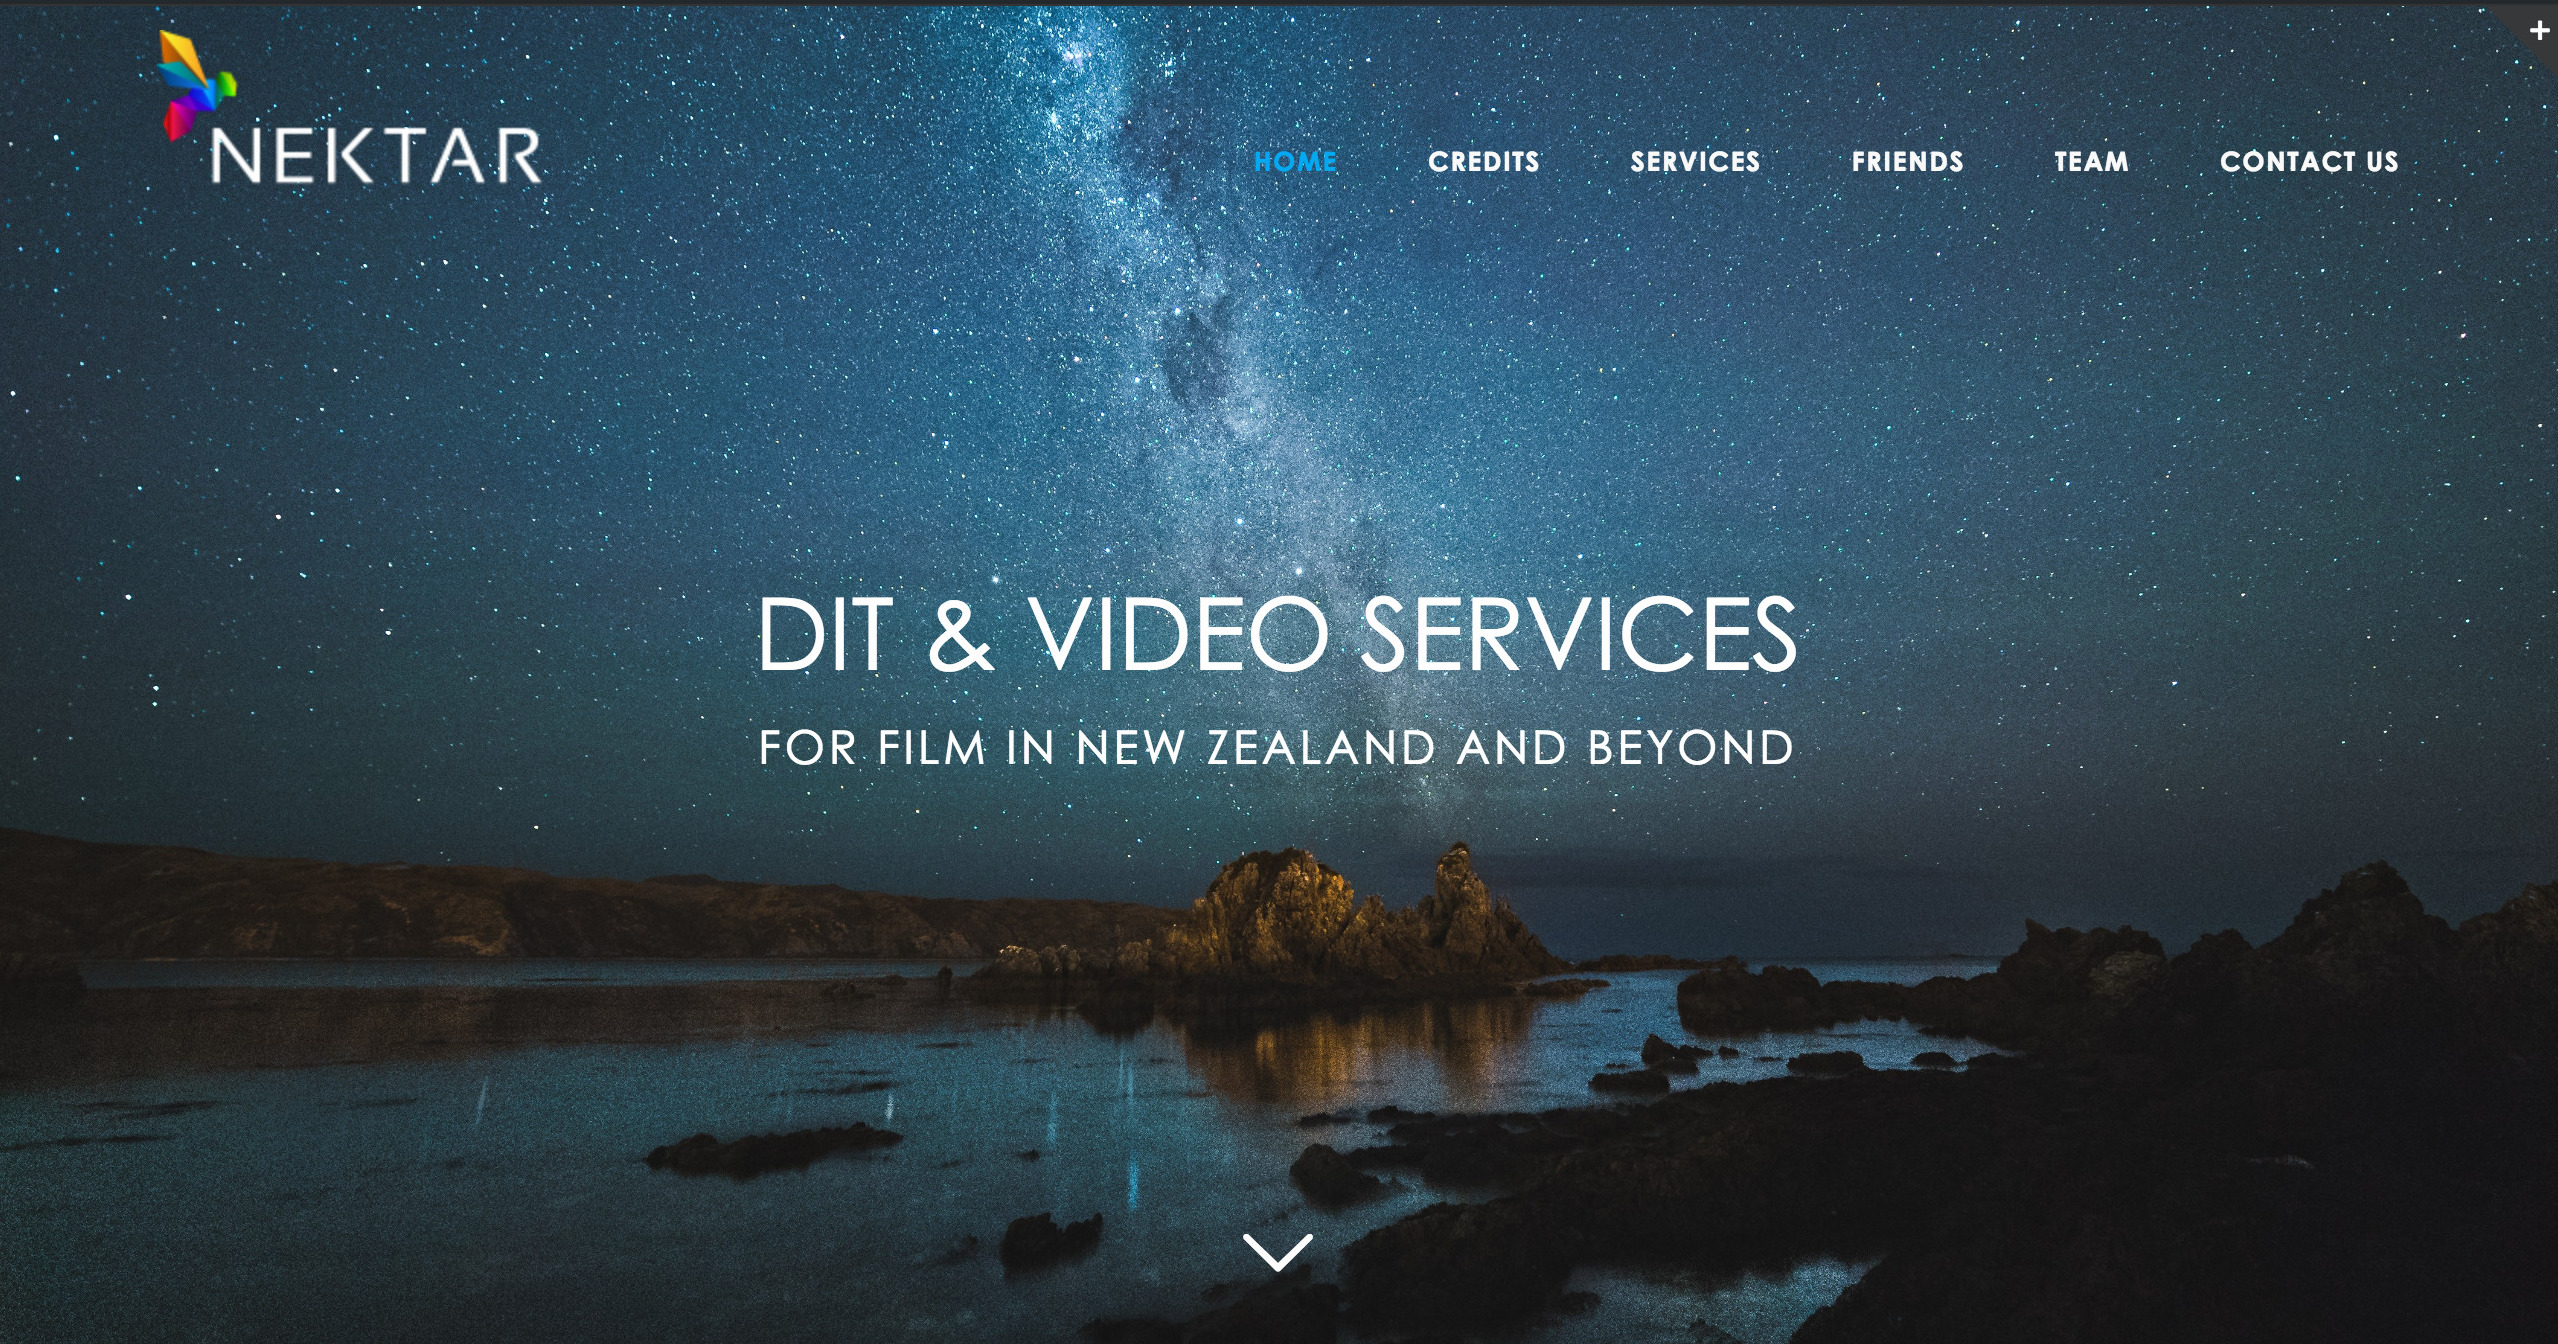 NEKTAR
HOME CREDITS SERVICES FRIENDS TEAM CONTACT US
DIT & VIDEO SERVICES
FOR FILM IN NEW ZEALAND AND BEYOND